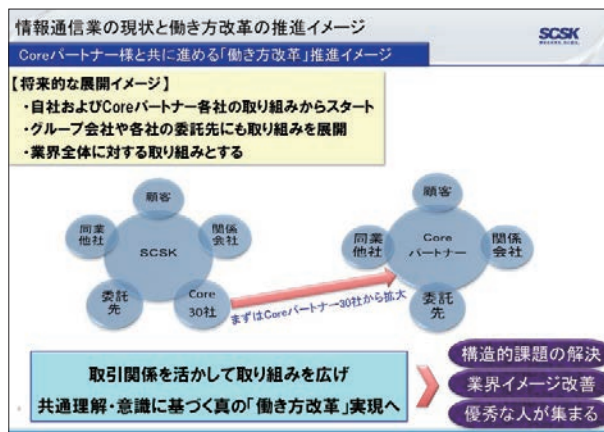 情報通信業の現状と働き方改革の推進イメージ
SCSK
Coreパートナー様と共に進める「働き方改革」推進イメージ
【将来的な展開イメージ】
・自社およびCoreパートナー各社の取り組みからスタート
・グループ会社や各社の委託先にも取り組みを展開
・業界全体に対する取り組みとする
顧客
同業
他社
SCSK
関係
会社
委託
先
Core
30社
まずはCoreパートナー30社から拡大
顧客
同業
他社
Core
パートナー
関係
会社
委託
先
取引関係を活かして取り組みを広げ
共通理解・意識に基づく真の「働き方改革」実現へ
構造的課題の解決
業界イメージ改善
優秀な人が集まる